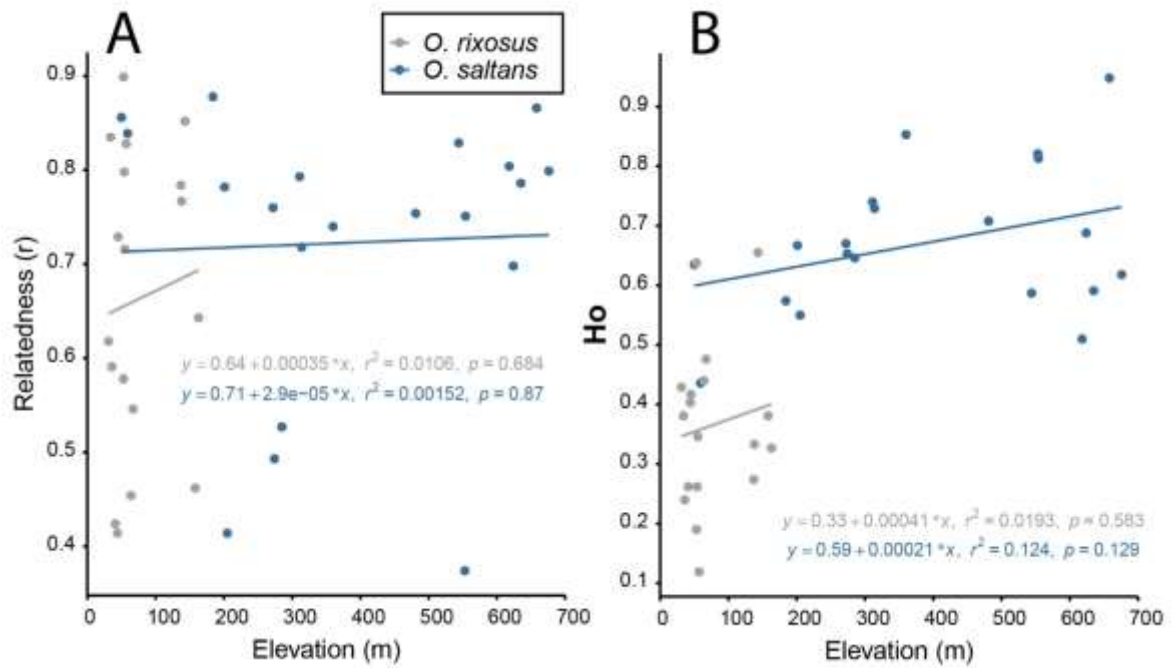 A
B
O. rixosus
O. saltans
Relatedness (r)
0.9
0.8
0.7
0.6
0.5
0.4
y = 0.64 + 0.00035 *x, r² = 0.0106, p = 0.684
y = 0.71 + 2.9e−05 *x, r² = 0.00152, p = 0.87
0 100 200 300 400 500 600 700
Elevation (m)
Ho
0.9
0.8
0.7
0.6
0.5
0.4
0.3
0.2
0.1
y = 0.33 + 0.00041 *x, r² = 0.0193, p = 0.583
y = 0.59 + 0.00021 *x, r² = 0.124, p = 0.129
0 100 200 300 400 500 600 700
Elevation (m)